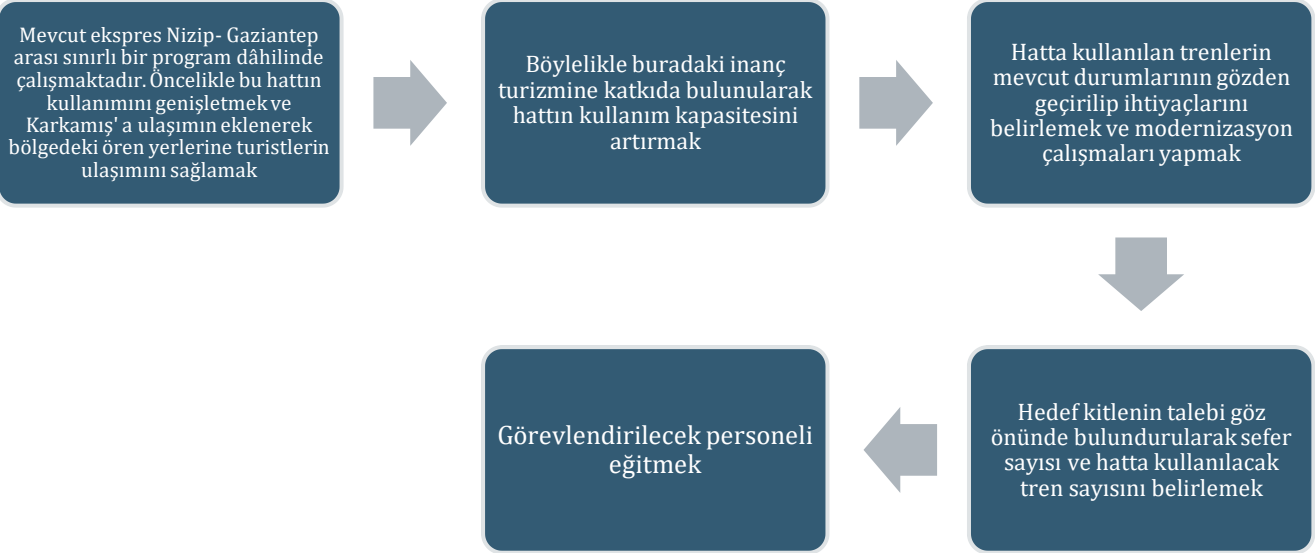 Mevcut ekspres Nizip- Gaziantep
arası sınırlı bir program dâhilinde
çalışmaktadır. Öncelikle bu hattın
kullanımını genişletmek ve
Karkamış' a ulaşımın eklenerek
bölgedeki ören yerlerine turistlerin
ulaşımını sağlamak
Böylelikle buradaki inanç
turizmine katkıda bulunularak
hattın kullanım kapasitesini
artırmak
Hatta kullanılan trenlerin
mevcut durumlarının gözden
geçirilip ihtiyaçlarını
belirlemek ve modernizasyon
çalışmaları yapmak
Hedef kitlenin talebi göz
önünde bulundurularak sefer
sayısı ve hatta kullanılacak
tren sayısını belirlemek
Görevlendirilecek personeli
eğitmek